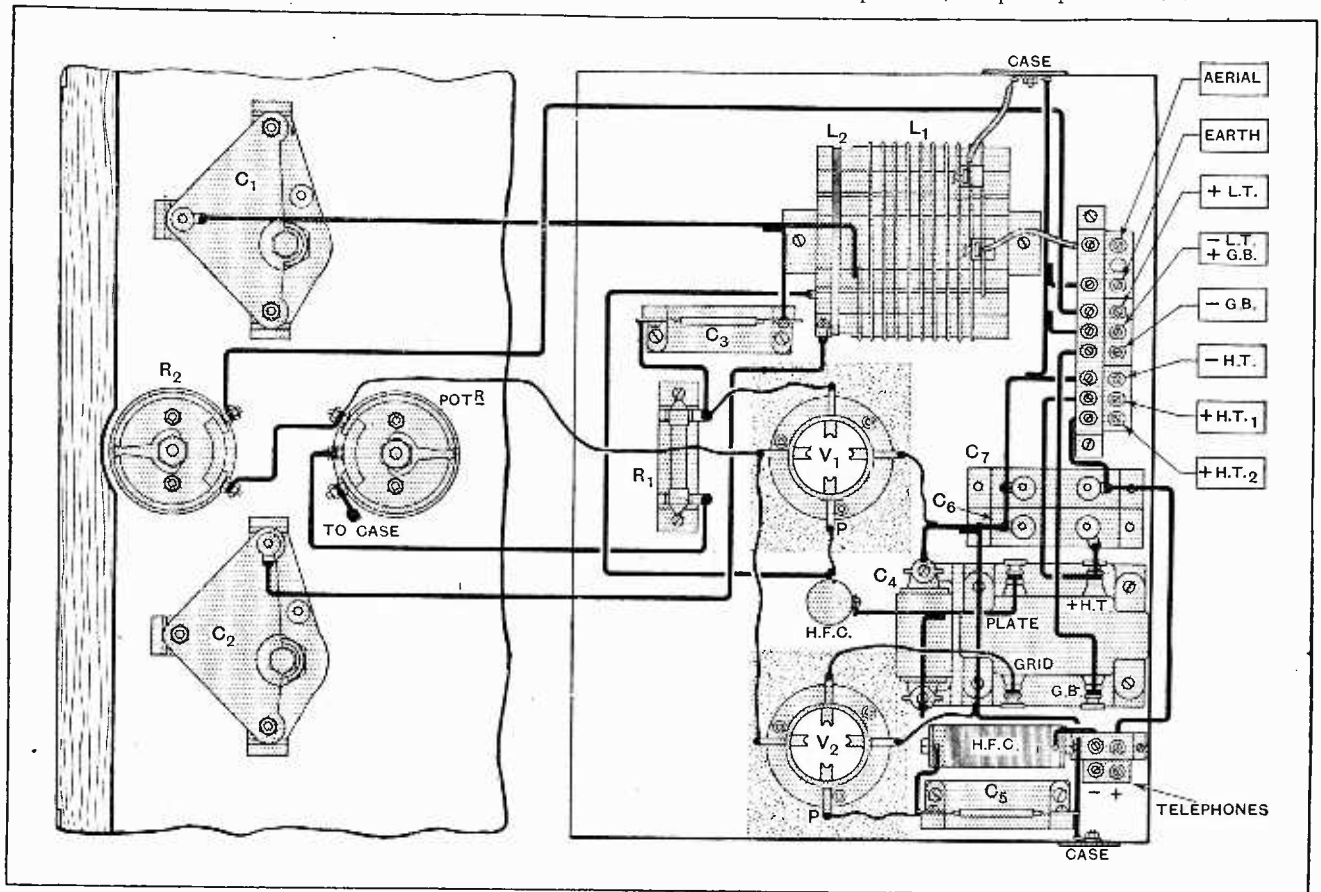 CASE
AERIAL
EARTH
+ L.T.
− L.T.
+ G.B.
− G.B.
− H.T.
+ H.T.₁
+ H.T.₂
L₂
L₁
C₁
C₃
R₂
POT R
R₁
V₁
P
TO CASE
C₇
C₆
C₂
C₄
H.F.C.
+ H.T
PLATE
GRID
G.B-
V₂
P
H.F.C.
C₅
− +
TELEPHONES
CASE